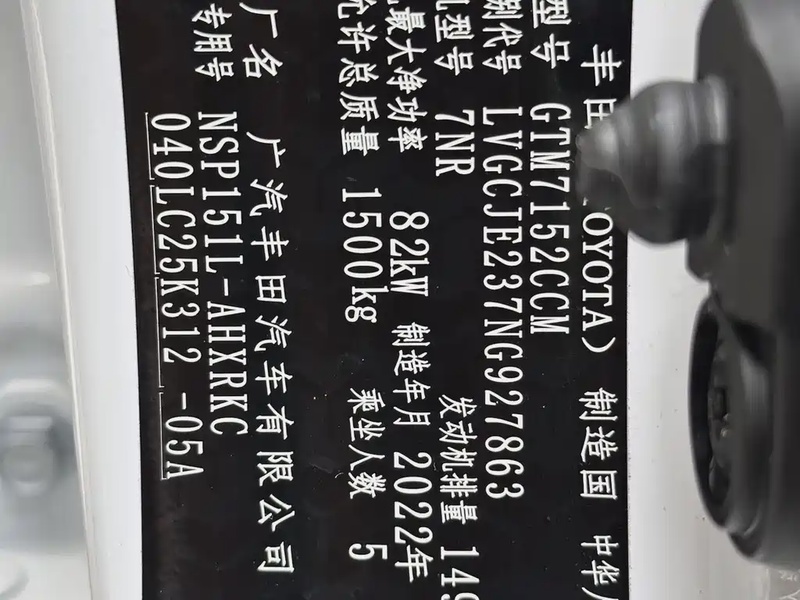 丰田 OYOTA) 制造国 中华
型号 GTM7152CCM
别代号 LVGCJE237NG927863
型号 7NR 发动机排量 149
最大净功率 82kW 制造年月 2022年
允许总质量 1500kg 乘坐人数 5
厂名 广汽丰田汽车有限公司
专用号 NSP151L-AHXRKC
040LC25K312 -05A